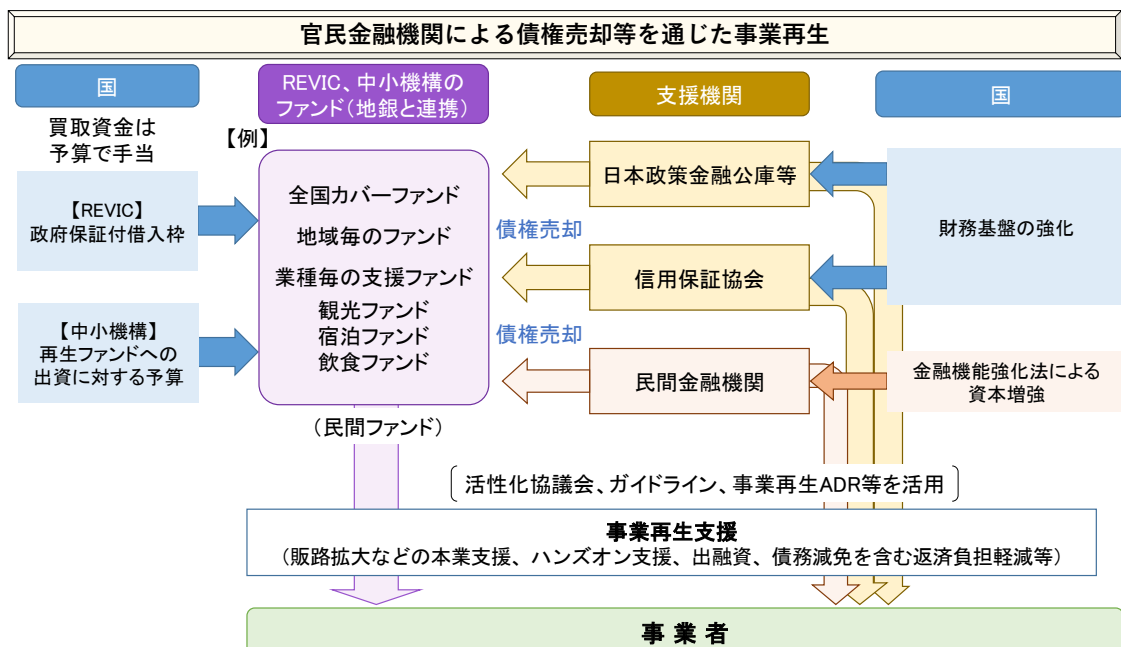 官民金融機関による債権売却等を通じた事業再生
国
REVIC、中小機構の
ファンド（地銀と連携）
支援機関
国
買取資金は
予算で手当
【例】
【REVIC】
政府保証付借入枠
【中小機構】
再生ファンドへの
出資に対する予算
全国カバーファンド
地域毎のファンド
業種毎の支援ファンド
観光ファンド
宿泊ファンド
飲食ファンド
（民間ファンド）
債権売却
債権売却
日本政策金融公庫等
信用保証協会
民間金融機関
財務基盤の強化
金融機能強化法による
資本増強
活性化協議会、ガイドライン、事業再生ADR等を活用
事業再生支援
（販路拡大などの本業支援、ハンズオン支援、出融資、債務減免を含む返済負担軽減等）
事業者